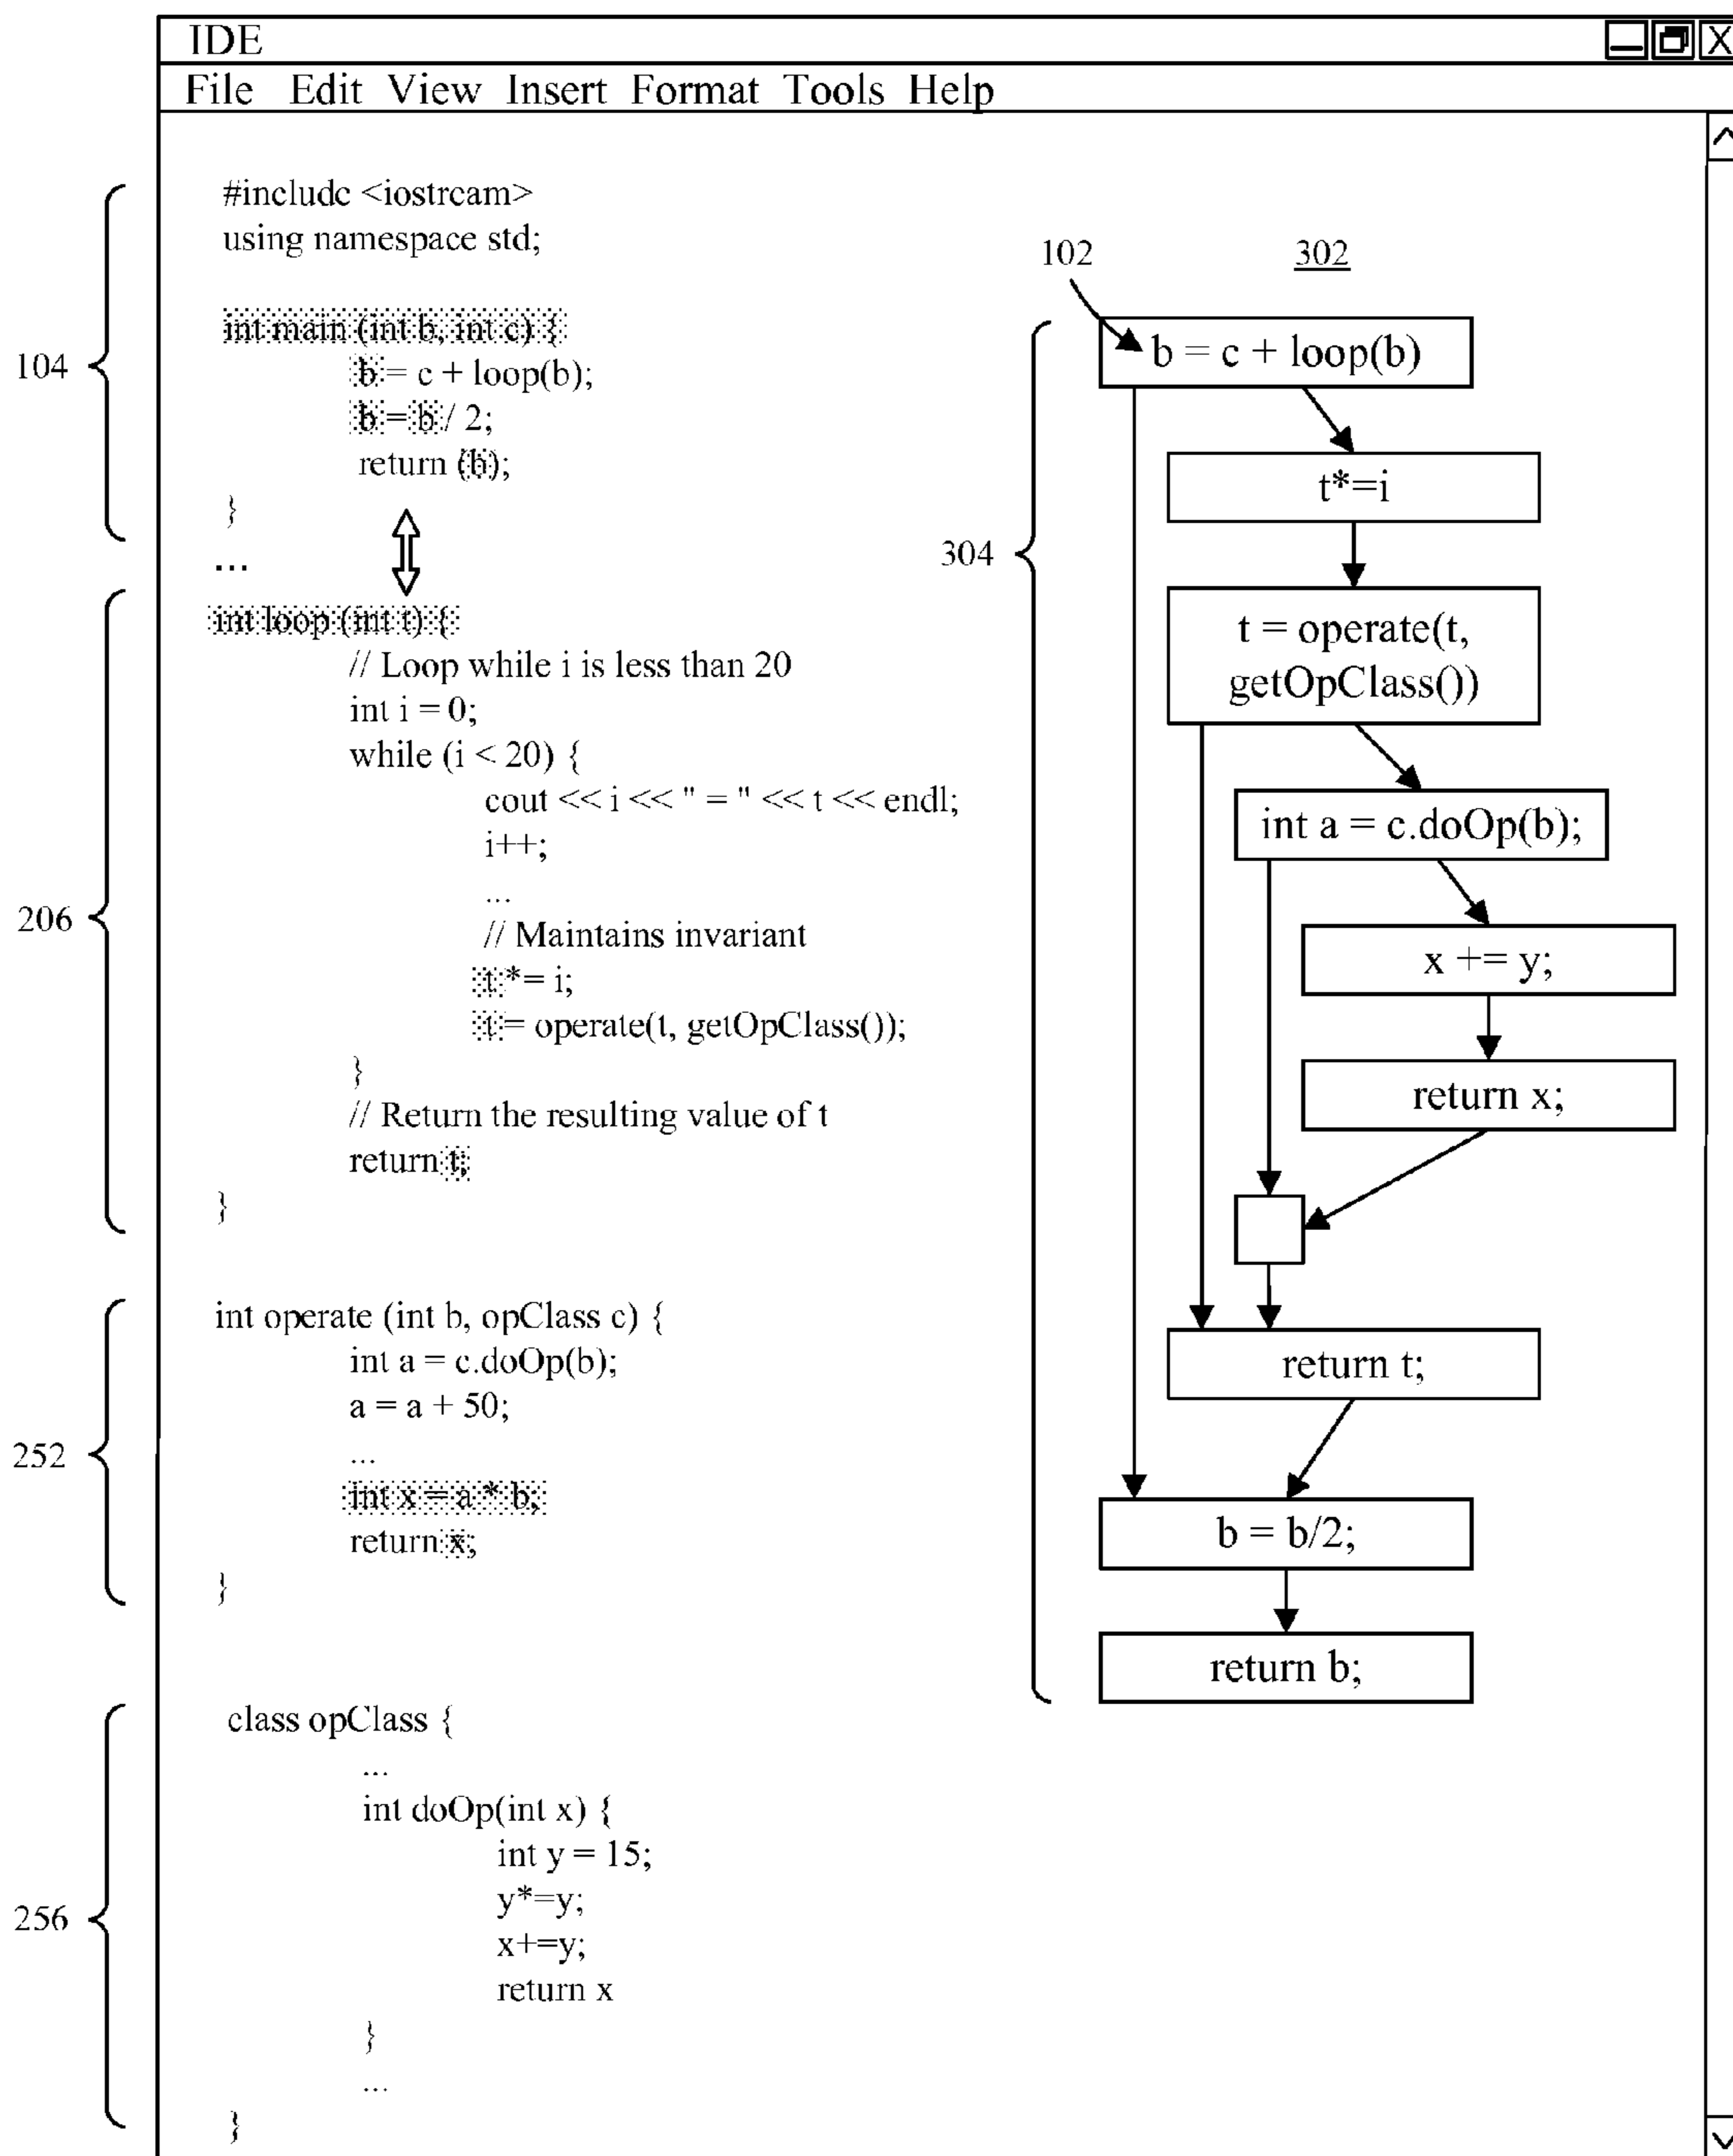 IDE
File Edit View Insert Format Tools Help
104
#include <iostream>
using namespace std;
int main (int b, int c) {
b = c + loop(b);
b = b / 2;
return (b);
}
...
206
int loop (int t) {
// Loop while i is less than 20
int i = 0;
while (i < 20) {
cout << i << " = " << t << endl;
i++;
...
// Maintains invariant
t *= i;
t = operate(t, getOpClass());
}
// Return the resulting value of t
return t;
}
252
int operate (int b, opClass c) {
int a = c.doOp(b);
a = a + 50;
...
int x = a * b;
return x;
}
256
class opClass {
...
int doOp(int x) {
int y = 15;
y*=y;
x+=y;
return x
}
...
}
102
302
304
b = c + loop(b)
t*=i
t = operate(t,
getOpClass())
int a = c.doOp(b);
x += y;
return x;
return t;
b = b/2;
return b;